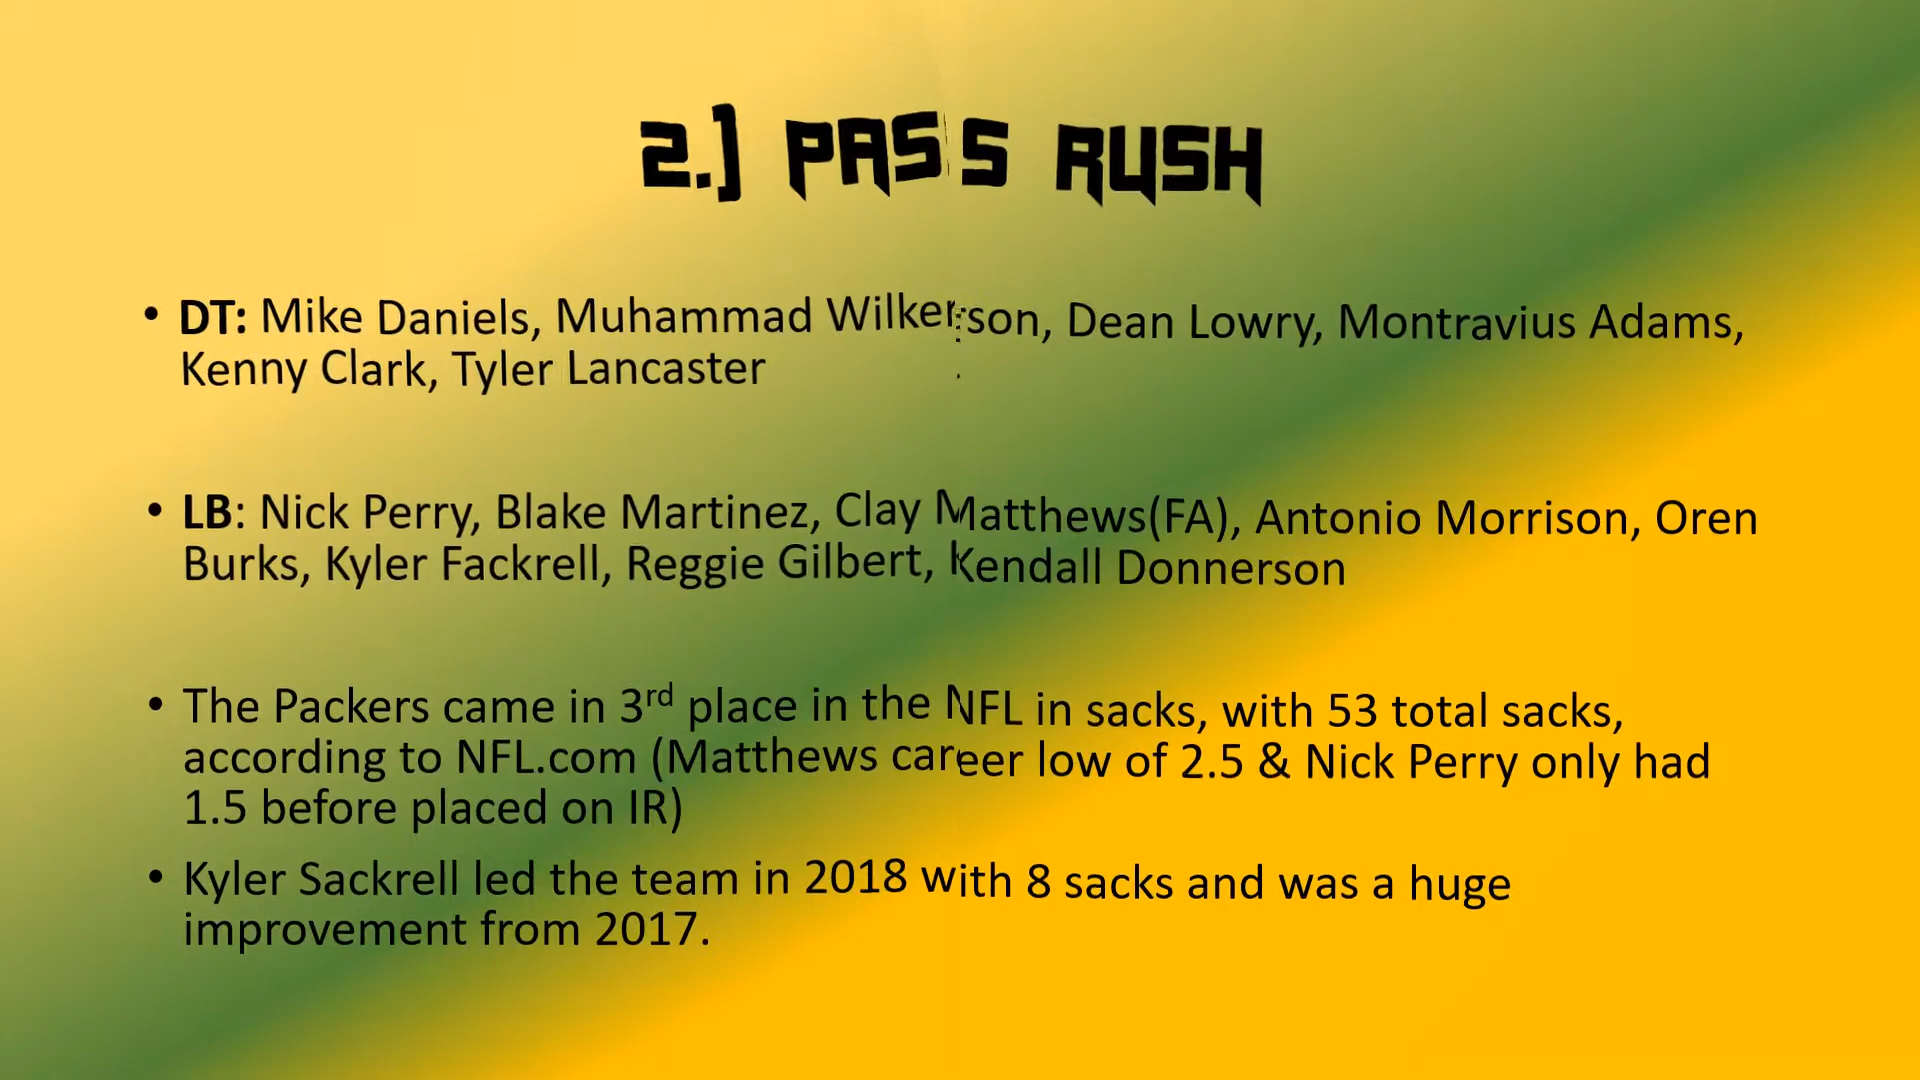 2.) PASS RUSH
• DT: Mike Daniels, Muhammad Wilkerson, Dean Lowry, Montravius Adams,
Kenny Clark, Tyler Lancaster
• LB: Nick Perry, Blake Martinez, Clay Matthews(FA), Antonio Morrison, Oren
Burks, Kyler Fackrell, Reggie Gilbert, Kendall Donnerson
• The Packers came in 3rd place in the NFL in sacks, with 53 total sacks,
according to NFL.com (Matthews career low of 2.5 & Nick Perry only had
1.5 before placed on IR)
• Kyler Sackrell led the team in 2018 with 8 sacks and was a huge
improvement from 2017.